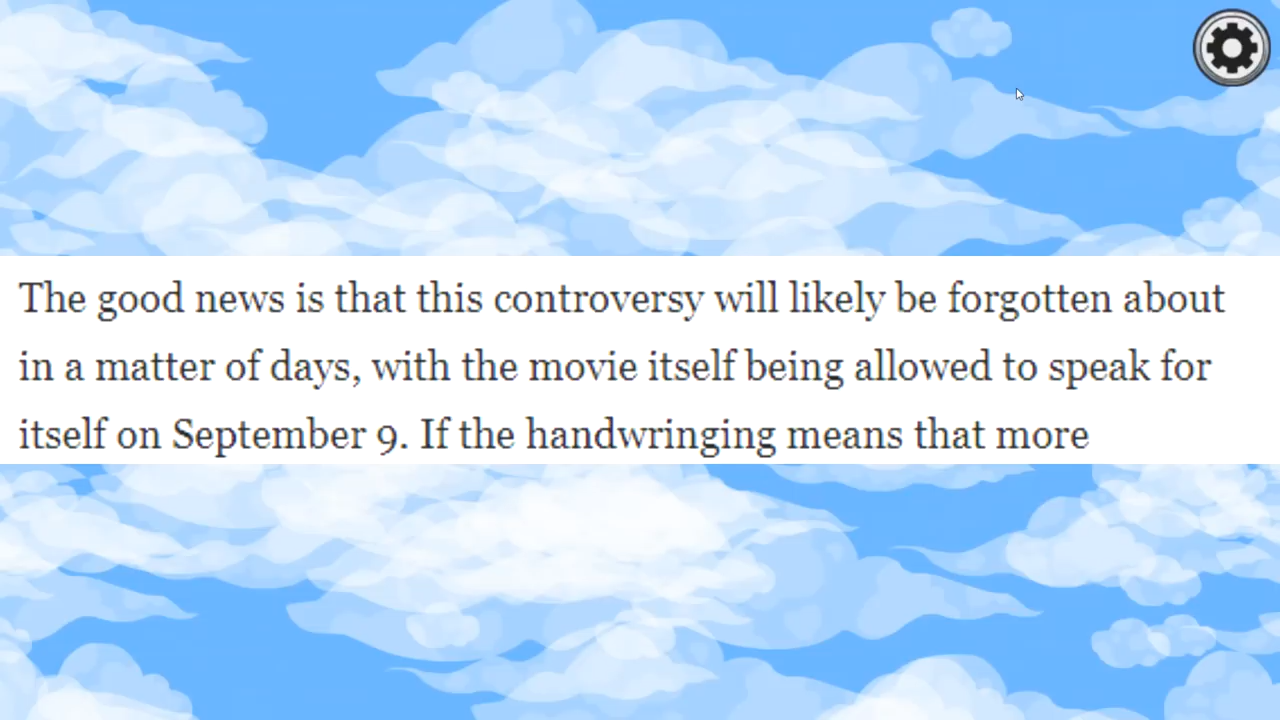 The good news is that this controversy will likely be forgotten about
in a matter of days, with the movie itself being allowed to speak for
itself on September 9. If the handwringing means that more